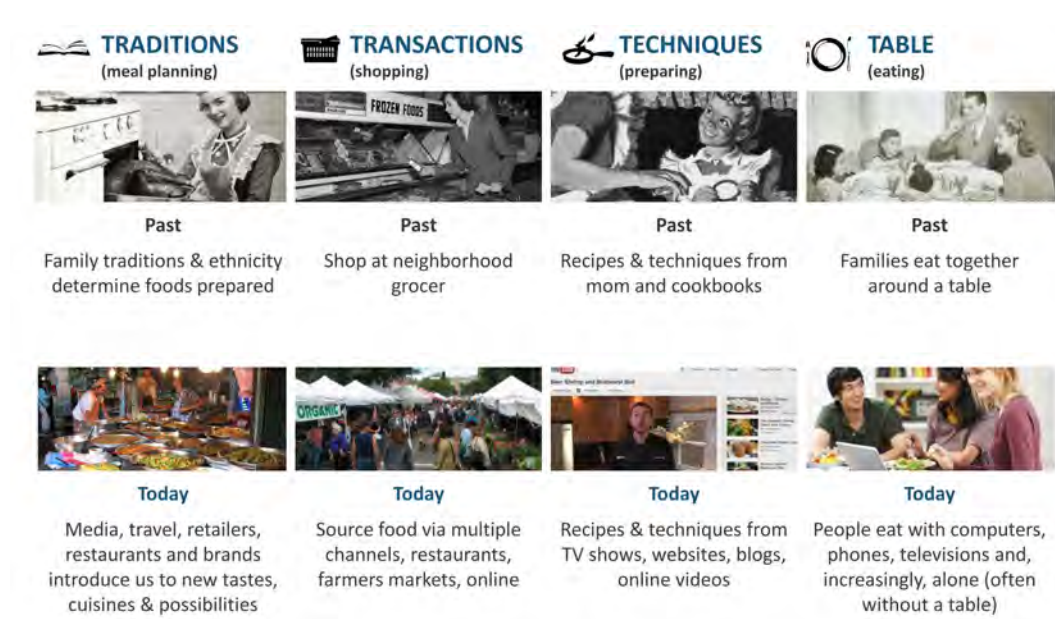 TRADITIONS
(meal planning)
TRANSACTIONS
(shopping)
TECHNIQUES
(preparing)
TABLE
(eating)
FROZEN FOODS
Past
Family traditions & ethnicity
determine foods prepared
Past
Shop at neighborhood
grocer
Past
Recipes & techniques from
mom and cookbooks
Past
Families eat together
around a table
ORGANIC
Today
Media, travel, retailers,
restaurants and brands
introduce us to new tastes,
cuisines & possibilities
Today
Source food via multiple
channels, restaurants,
farmers markets, online
Today
Recipes & techniques from
TV shows, websites, blogs,
online videos
Today
People eat with computers,
phones, televisions and,
increasingly, alone (often
without a table)